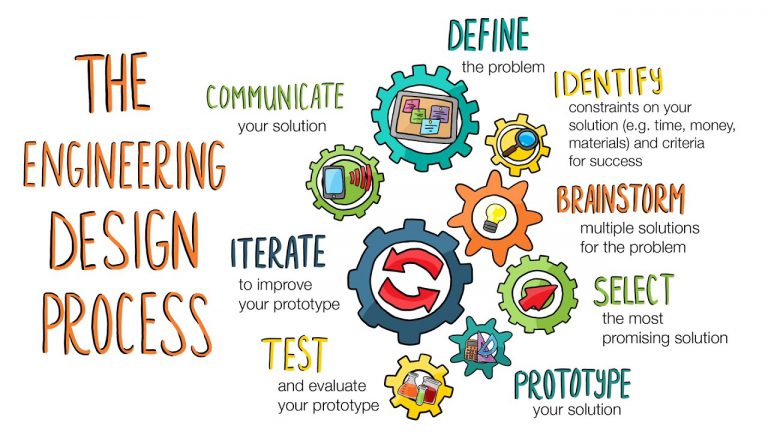 THE
ENGINEERING
DESIGN
PROCESS
DEFINE
the problem
IDENTIFY
constraints on your
solution (e.g. time, money,
materials) and criteria
for success
BRAINSTORM
multiple solutions
for the problem
SELECT
the most
promising solution
PROTOTYPE
your solution
TEST
and evaluate
your prototype
ITERATE
to improve
your prototype
COMMUNICATE
your solution